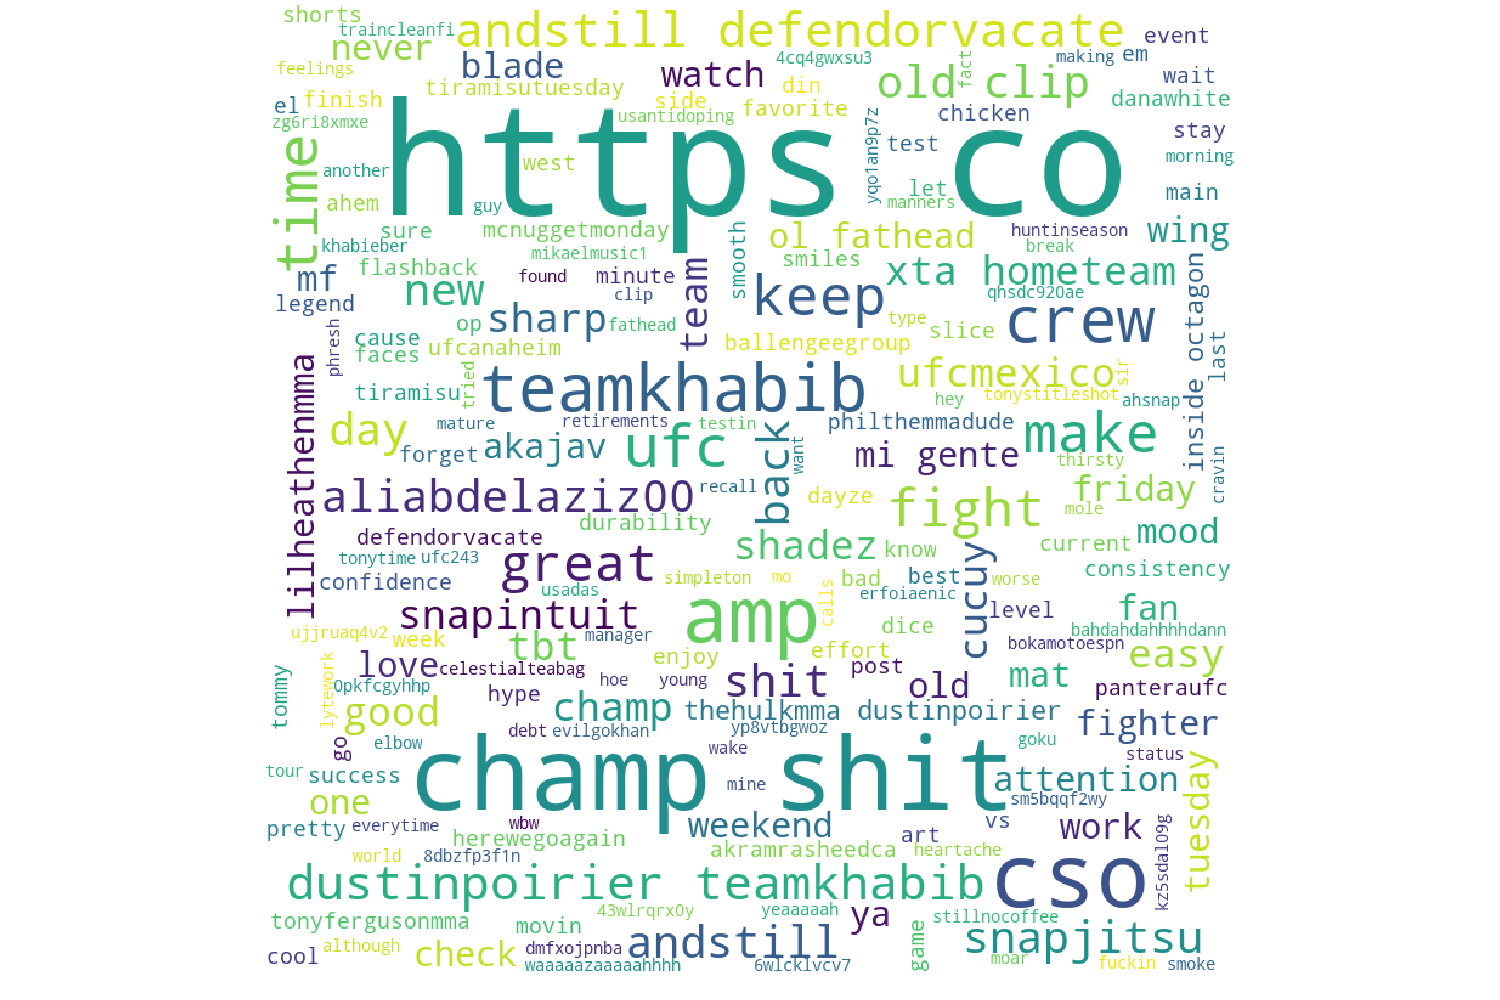 shorts
traincleanfi
never
andstill defendorvacate
event
feelings
blade
watch
4cq4gwxsu3
old clip
fact
making
em
wait
tiramisutuesday
side
din
favorite
el
finish
usantidoping
chicken
danawhite
zg6ri8xmxe
https co
yqo1an9p7z
test
stay
morning
time
another
west
let
main
ahem
guy
manners
sure
mcnuggetmonday
smooth
ol fathead
huntinseason
wing
khabieber
mikaelmusic1
break
mf
flashback
found
minute
team
smiles
xta hometeam
inside octagon
legend
new
clip
keep
qhsdc920ae
crew
phresh
sharp
fathead
type
slice
cause
op
last
faces
ufcanaheim
ballengeegroup
lilheathenmma
tiramisu
tried
teamkhabib
ufcmexico
sir
hey
tonystitleshot
ahsnap
day
mature
retirements
testin
philthemmadude
make
forget
akajav
ufc
back
want
mi gente
thirsty
cravin
aliabdelaziz00
recall
dayze
fight
friday
mole
durability
defendorvacate
shadez
know
current
mood
tonytime
ufc243
great
cucuy
consistency
confidence
usadas
simpleton
mo
bad
best
worse
erfoiaenic
snapintuit
amp
calls
level
fan
ujjruaq4v2
week
tbt
manager
dice
bokamotoespn
bahdahdahhhhdann
enjoy
effort
easy
tommy
lytework
love
celestialteabag
post
0pkfcgyhhp
hype
hoe
young
shit
old
mat
panteraufc
good
champ
thehulkmma dustinpoirier
fighter
go
elbow
debt
evilgokhan
yp8vtbgwoz
goku
wake
status
tuesday
tour
success
champ shit
mine
attention
one
sm5bqqf2wy
pretty
everytime
wbw
weekend
art
vs
work
herewegoagain
kz5sdal09g
world
8dbzfp3f1n
akramrasheedca
heartache
dustinpoirier teamkhabib
cso
tonyfergusonmma
movin
43wlrqrx0y
yeaaaaah
ya
stillnocoffee
game
cool
although
check
dmfxojpnba
andstill
snapjitsu
moar
waaaaazaaaaahhhh
6wlcklvcv7
fuckin
smoke